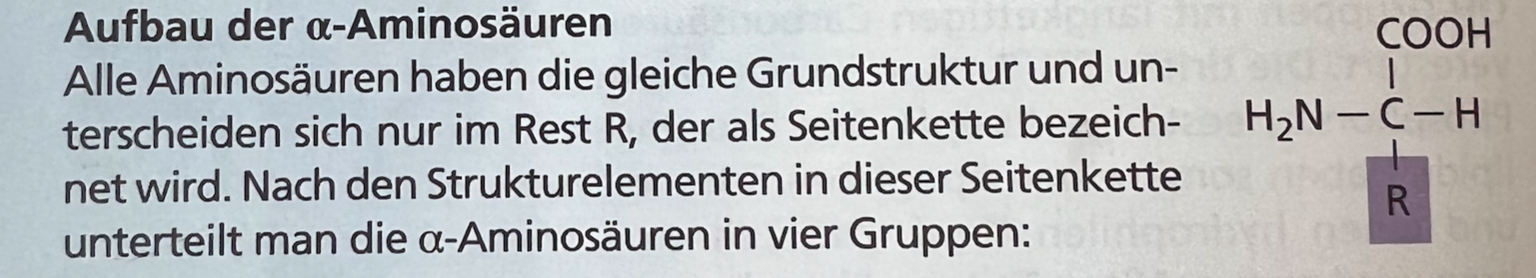 Aufbau der α-Aminosäuren
Alle Aminosäuren haben die gleiche Grundstruktur und un-
terscheiden sich nur im Rest R, der als Seitenkette bezeich-
net wird. Nach den Strukturelementen in dieser Seitenkette
unterteilt man die α-Aminosäuren in vier Gruppen:
COOH
H₂N – C – H
R